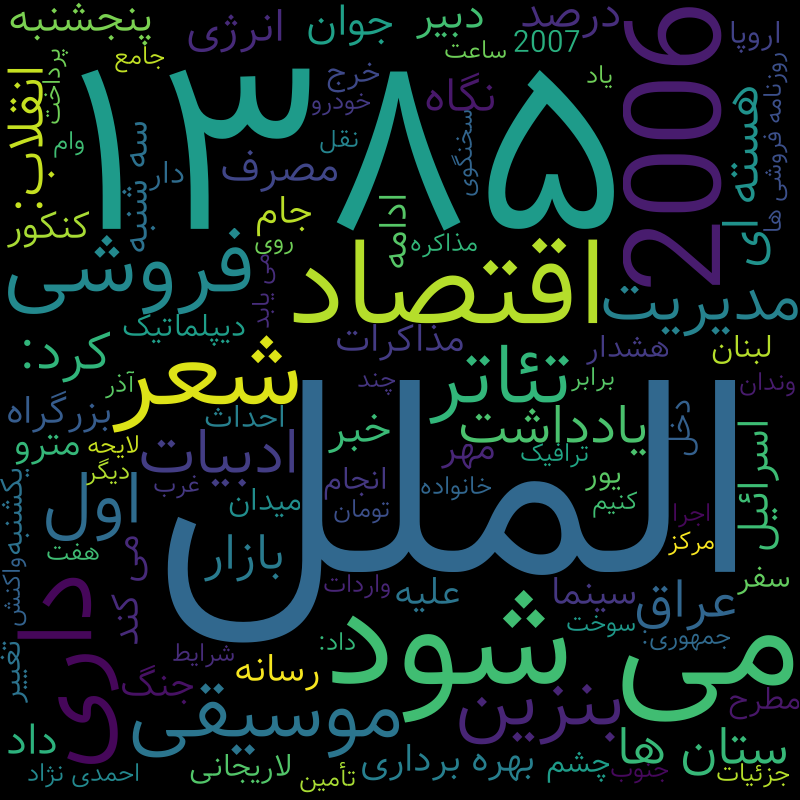 پنجشنبه
انرژی
جوان
دبیر
درصد
2007
اروپا
ساعت
جامع
یاد
خرج
خودرو
نگاه
2006
روزنامه فروشی ها
انقلاب:
پرداخت
وام
۱۳۸۵
نقل
سخنگوی
هسته ای
سه شنبه
دار
مصرف
کنکور
جام
روی
ادامه
مذاکره
فروشی
می یابد
اقتصاد
مدیریت
دیپلماتیک
مذاکرات
هشدار
لبنان
کرد:
شعر
تئاتر
برابر
چند
آذر
وندان
بزرگراه
احداث
خبر
یادداشت
دخل
مترو
لایحه
ادبیات
مهر
ترافیک
اسرائیل
دیگر
غرب
انجام
خانواده
یور
کنیم
یکشنبه
اول
میدان
تومان
اجرا
مرکز
الملل
هفت
بازار
می کند
واکنش
واردات
علیه
سینما
سفر
عراق
داری
سوخت
جمهوری:
داد:
می شود
شرایط
تغییر
رسانه
جنگ
بنزین
مطرح
موسیقی
داد
ستان ها
احمدی نژاد
لاریجانی
تأمین
بهره برداری
چشم
جنوب
جزئیات